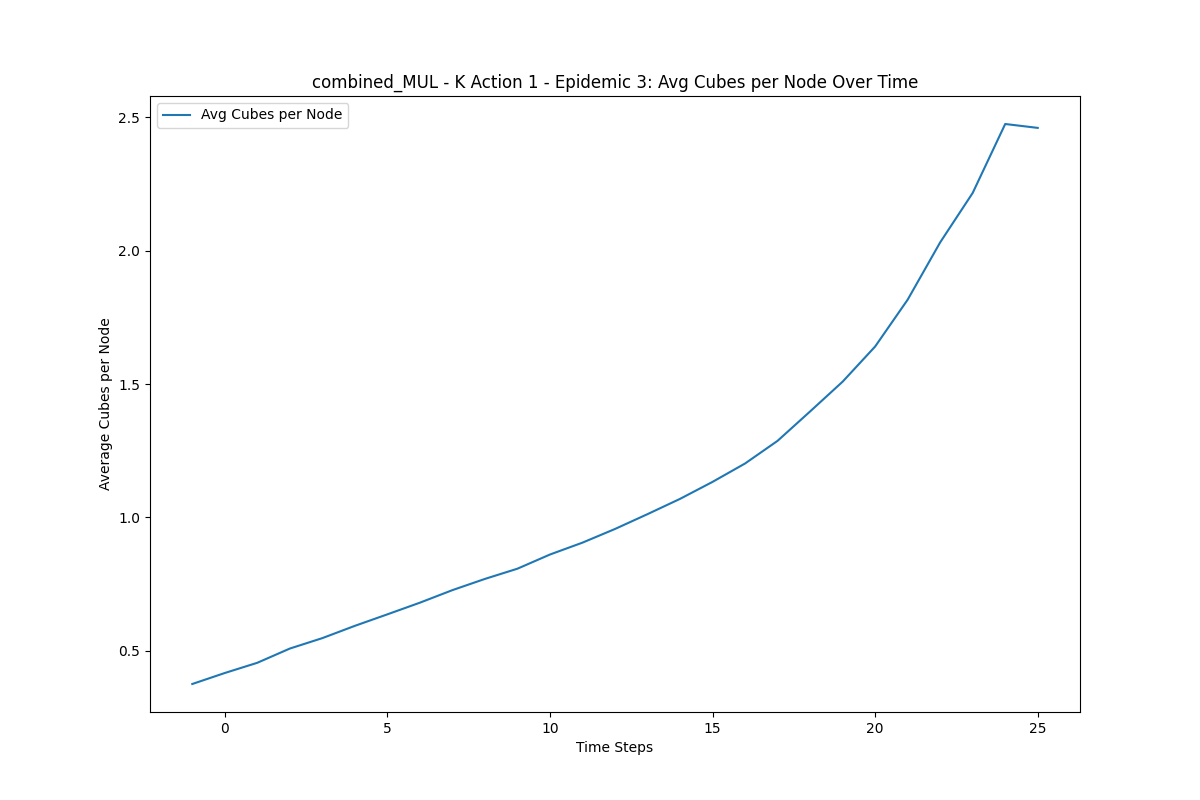 combined_MUL - K Action 1 - Epidemic 3: Avg Cubes per Node Over Time
Avg Cubes per Node
2.5
2.0
1.5
1.0
0.5
Average Cubes per Node
0 5 10 15 20 25
Time Steps